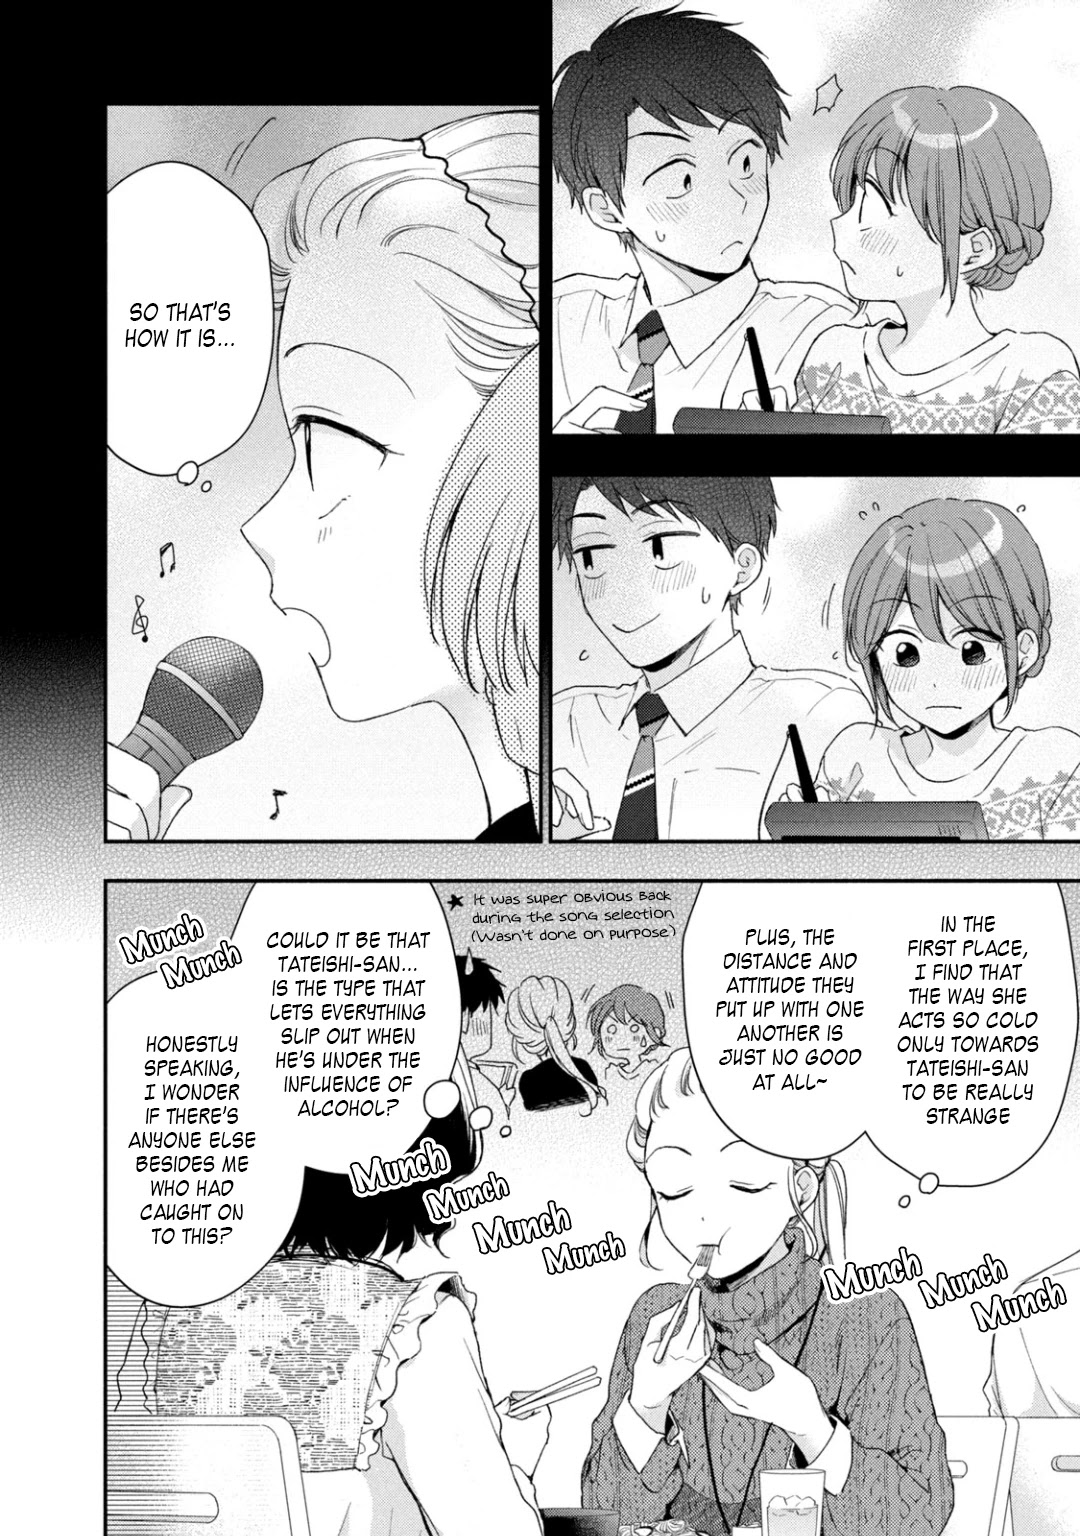 SO THAT'S
HOW IT IS...
IN THE
FIRST PLACE,
I FIND THAT
THE WAY SHE
ACTS SO COLD
ONLY TOWARDS
TATEISHI-SAN
TO BE REALLY
STRANGE
PLUS, THE
DISTANCE AND
ATTITUDE THEY
PUT UP WITH ONE
ANOTHER IS
JUST NO GOOD
AT ALL~
★ It was super obvious back
during the song selection
(Wasn't done on purpose)
COULD IT BE THAT
TATEISHI-SAN...
IS THE TYPE THAT
LETS EVERYTHING
SLIP OUT WHEN
HE'S UNDER THE
INFLUENCE OF
ALCOHOL?
Munch
Munch
HONESTLY
SPEAKING,
I WONDER
IF THERE'S
ANYONE ELSE
BESIDES ME
WHO HAD
CAUGHT ON
TO THIS?
Munch
Munch
Munch
Munch
Munch
Munch
Munch